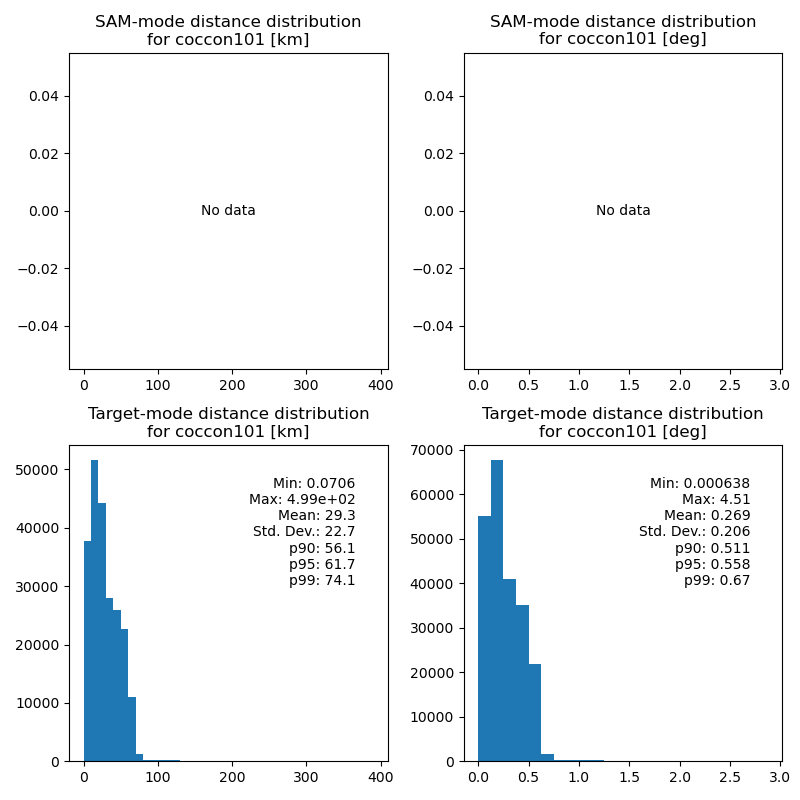 SAM-mode distance distribution
for coccon101 [km]
0.04
0.02
0.00
−0.02
−0.04
No data
0
100
200
300
400
SAM-mode distance distribution
for coccon101 [deg]
0.04
0.02
0.00
−0.02
−0.04
No data
0.0
0.5
1.0
1.5
2.0
2.5
3.0
Target-mode distance distribution
for coccon101 [km]
50000
40000
30000
20000
10000
0
Min: 0.0706
Max: 4.99e+02
Mean: 29.3
Std. Dev.: 22.7
p90: 56.1
p95: 61.7
p99: 74.1
0
100
200
300
400
Target-mode distance distribution
for coccon101 [deg]
70000
60000
50000
40000
30000
20000
10000
0
Min: 0.000638
Max: 4.51
Mean: 0.269
Std. Dev.: 0.206
p90: 0.511
p95: 0.558
p99: 0.67
0.0
0.5
1.0
1.5
2.0
2.5
3.0